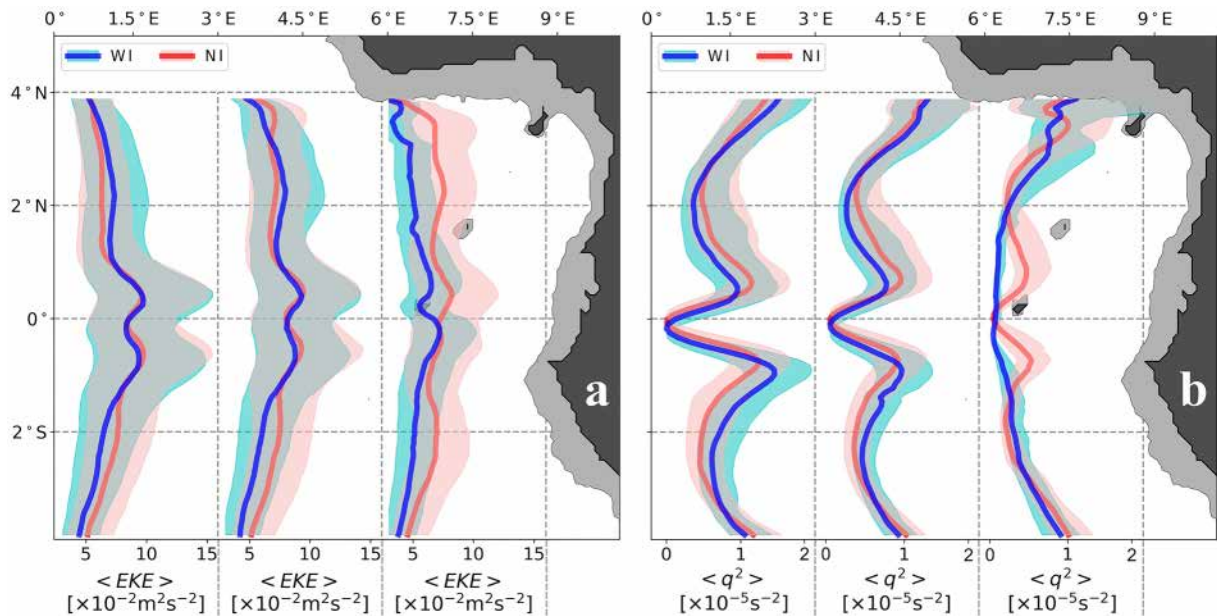 0° 1.5°E 3°E 4.5°E 6°E 7.5°E 9°E 0° 1.5°E 3°E 4.5°E 6°E 7.5°E 9°E
WI NI WI NI
4°N
2°N
0°
2°S
a b
5 10 15 5 10 15 5 10 15 0 1 2 0 1 2 0 1 2
< EKE > < EKE > < EKE > < q² > < q² > < q² >
[×10⁻²m²s⁻²] [×10⁻²m²s⁻²] [×10⁻²m²s⁻²] [×10⁻⁵s⁻²] [×10⁻⁵s⁻²] [×10⁻⁵s⁻²]